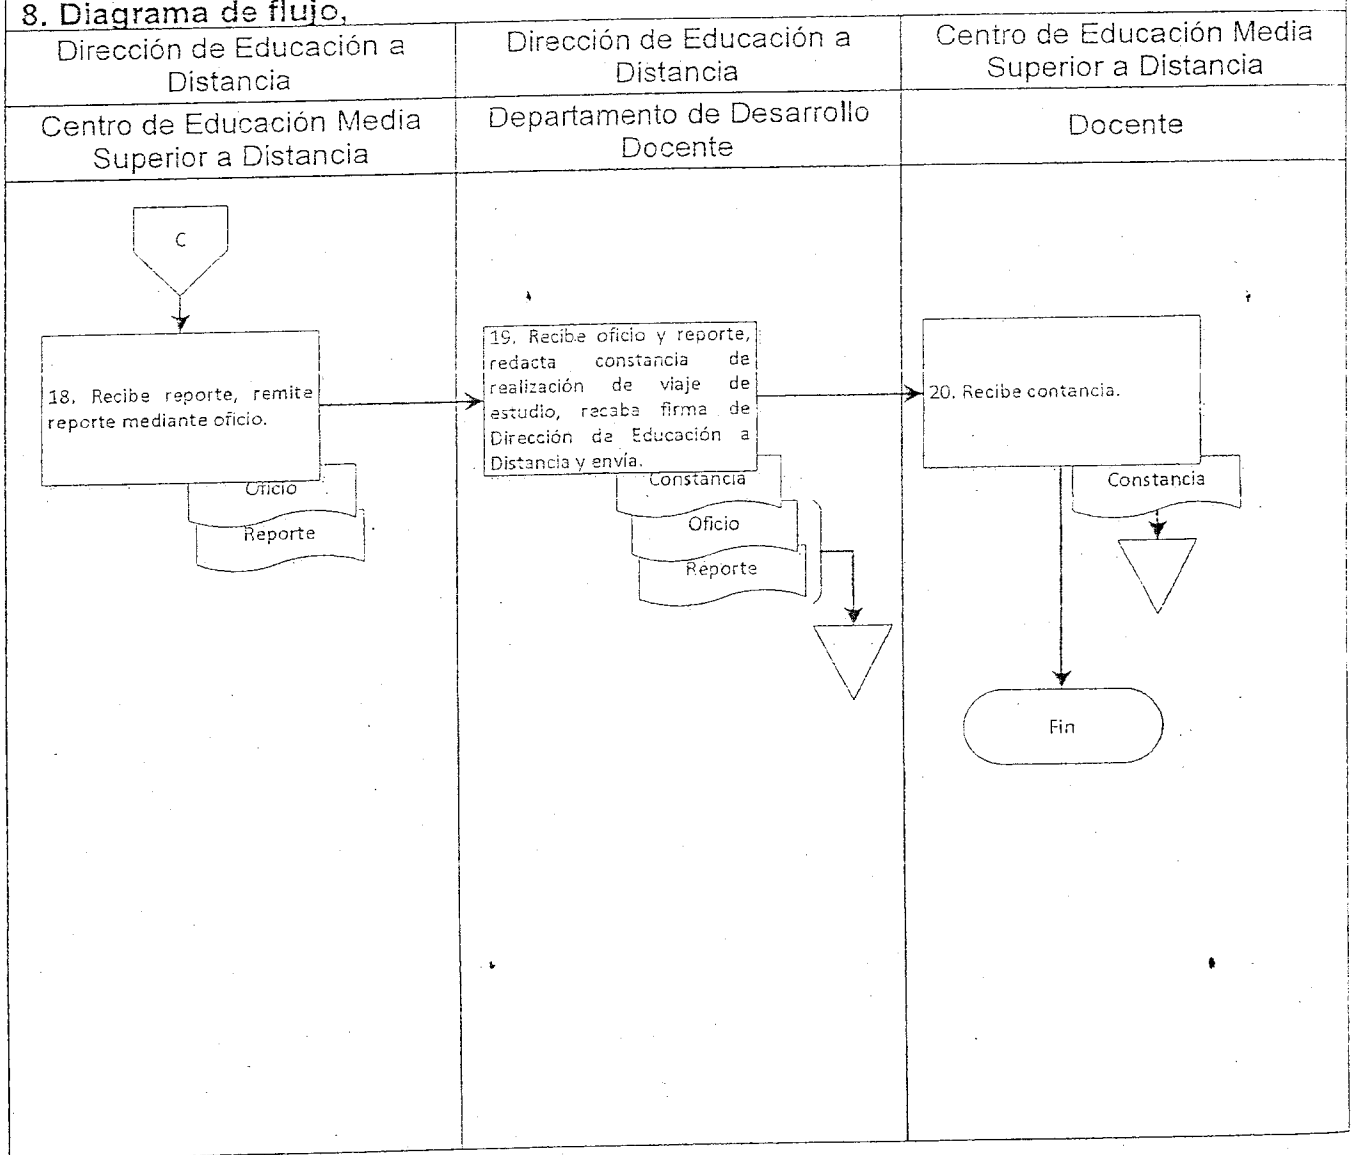 8. Diagrama de flujo.
Dirección de Educación a
Distancia
Dirección de Educación a
Distancia
Centro de Educación Media
Superior a Distancia
Centro de Educación Media
Superior a Distancia
Departamento de Desarrollo
Docente
Docente
C
18. Recibe reporte, remite
reporte mediante oficio.
Oficio
Reporte
19. Recibe oficio y reporte,
redacta constancia de
realización de viaje de
estudio, recaba firma de
Dirección de Educación a
Distancia y envía.
Constancia
Oficio
Reporte
20. Recibe contancia.
Constancia
Fin